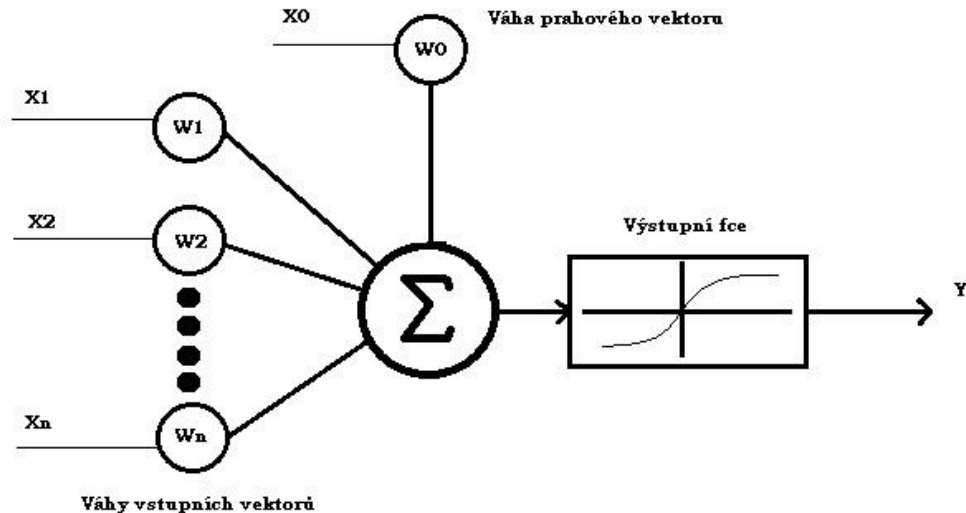 X0
Váha prahového vektoru
W0
X1
W1
X2
W2
Výstupní fce
Σ
Y
Xn
Wn
Váhy vstupních vektorů